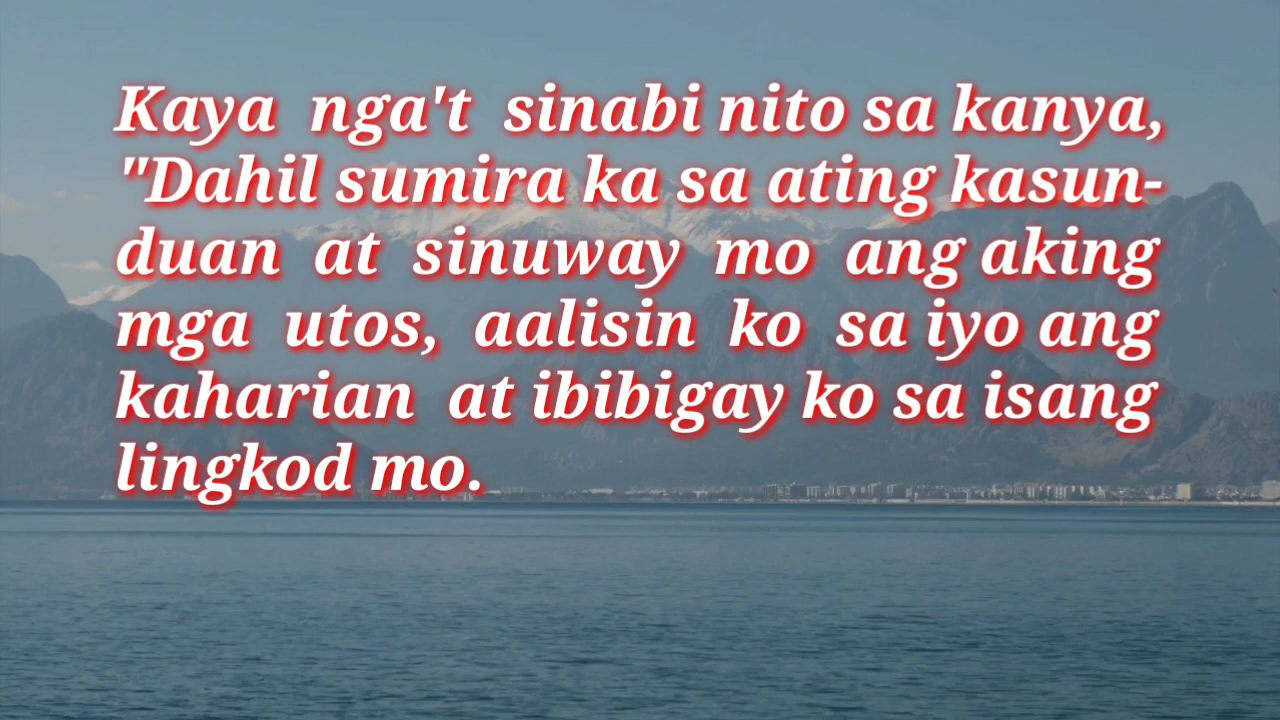 Kaya nga't sinabi nito sa kanya,
"Dahil sumira ka sa ating kasun-
duan at sinuway mo ang aking
mga utos, aalisin ko sa iyo ang
kaharian at ibibigay ko sa isang
lingkod mo.